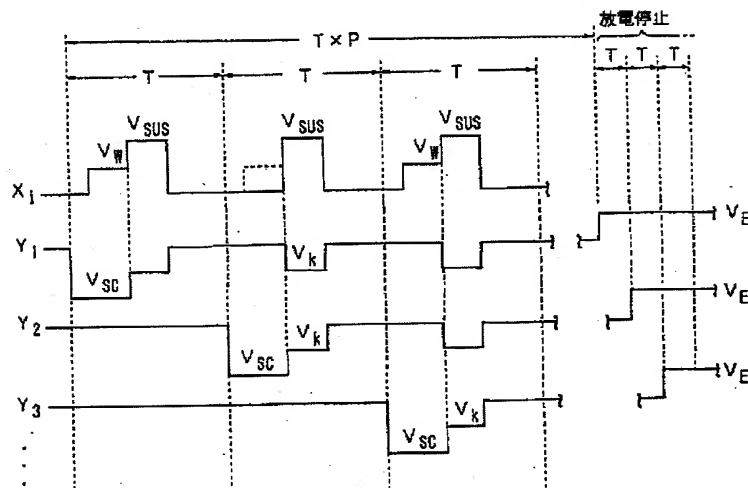 放電停止
T×P
T T T
T T T
V_SUS V_SUS V_SUS
V_W V_W
X_i
V_E
Y_1
V_k
V_SC
V_E
Y_2
V_SC V_k
V_E
Y_3
V_SC V_k